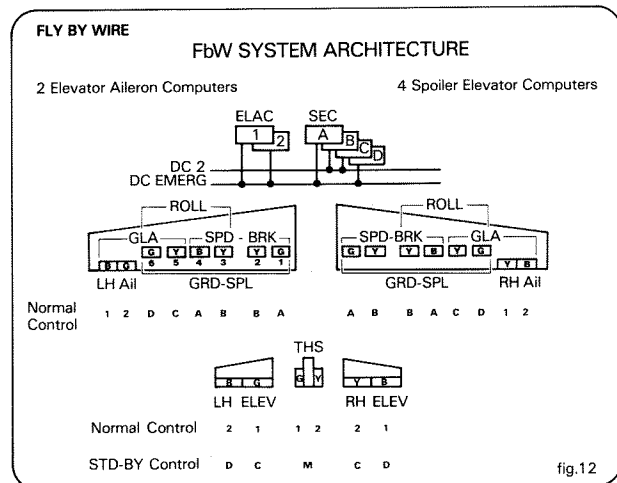 FLY BY WIRE
FbW SYSTEM ARCHITECTURE
2 Elevator Aileron Computers
4 Spoiler Elevator Computers
ELAC SEC
1 2 A B C D
DC 2
DC EMERG
ROLL ROLL
GLA SPD - BRK SPD-BRK GLA
G Y B Y Y G G Y Y B Y G
B G 6 5 4 3 2 1 Y B
LH Ail GRD-SPL GRD-SPL RH Ail
Normal Control 1 2 D C A B B A A B B A C D 1 2
THS
B G G Y Y B
LH ELEV RH ELEV
Normal Control 2 1 1 2 2 1
STD-BY Control D C M C D
fig.12